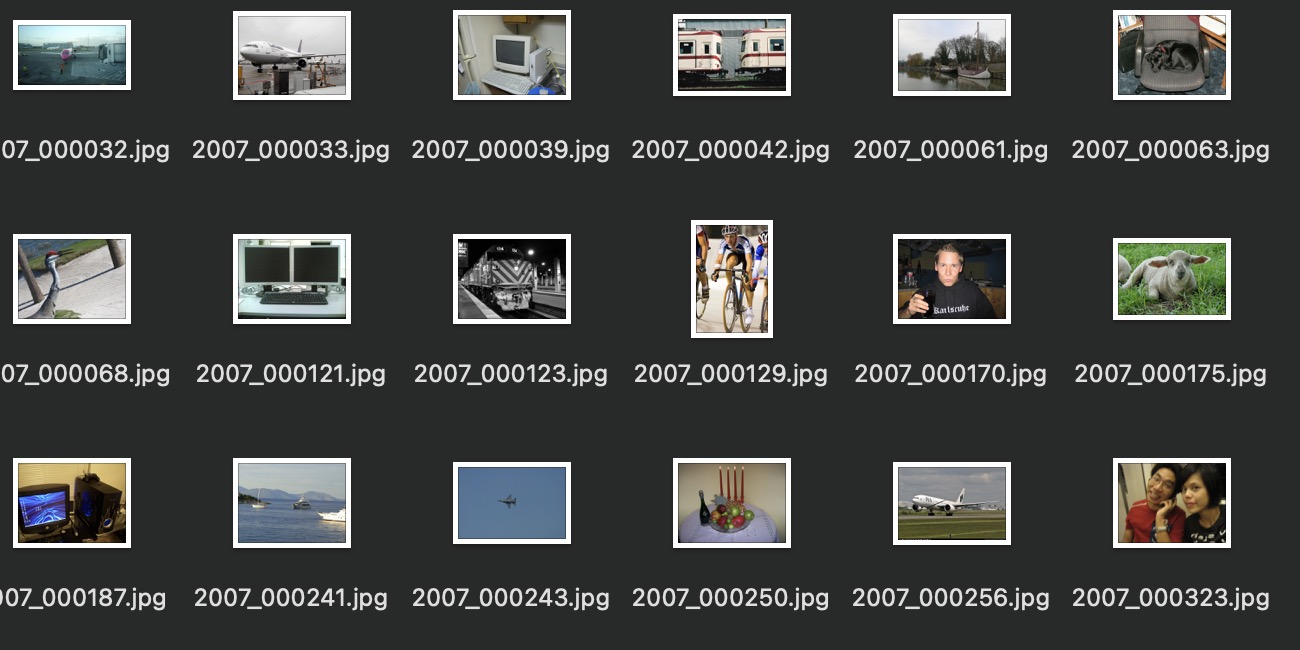 07_000032.jpg 2007_000033.jpg 2007_000039.jpg 2007_000042.jpg 2007_000061.jpg 2007_000063.jpg
Karlsruhe
07_000068.jpg 2007_000121.jpg 2007_000123.jpg 2007_000129.jpg 2007_000170.jpg 2007_000175.jpg
07_000187.jpg 2007_000241.jpg 2007_000243.jpg 2007_000250.jpg 2007_000256.jpg 2007_000323.jpg